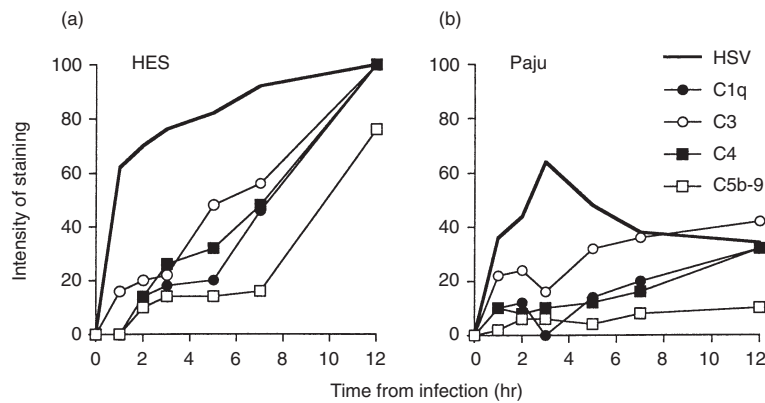 (a)
HES
100
80
60
40
20
0
0
2
4
6
8
10
12
Intensity of staining
(b)
Paju
100
80
60
40
20
0
0
2
4
6
8
10
12
HSV
C1q
C3
C4
C5b-9
Time from infection (hr)